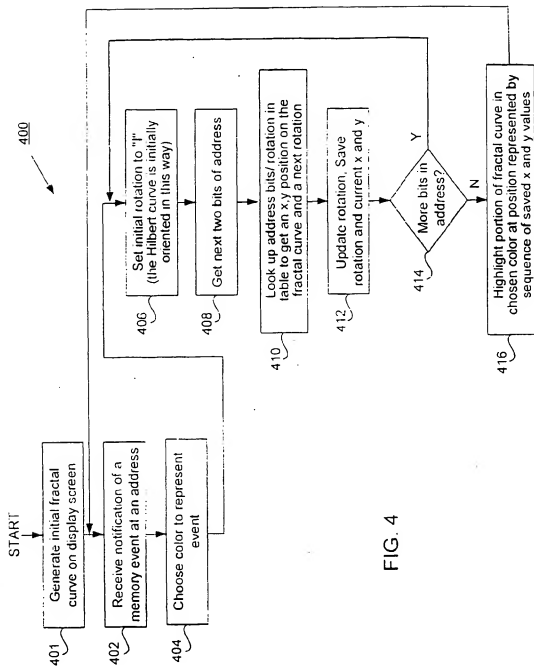 400
START
Generate initial fractal
curve on display screen
401
Receive notification of a
memory event at an address
402
Choose color to represent
event
404
Set initial rotation to "I"
(the Hilbert curve is initially
oriented in this way)
406
Get next two bits of address
408
Look up address bits/ rotation in
table to get an x,y position on the
fractal curve and a next rotation
410
Update rotation, Save
rotation and current x and y
412
More bits in
address?
414
Y
N
Highlight portion of fractal curve in
chosen color at position represented by
sequence of saved x and y values
416
FIG. 4